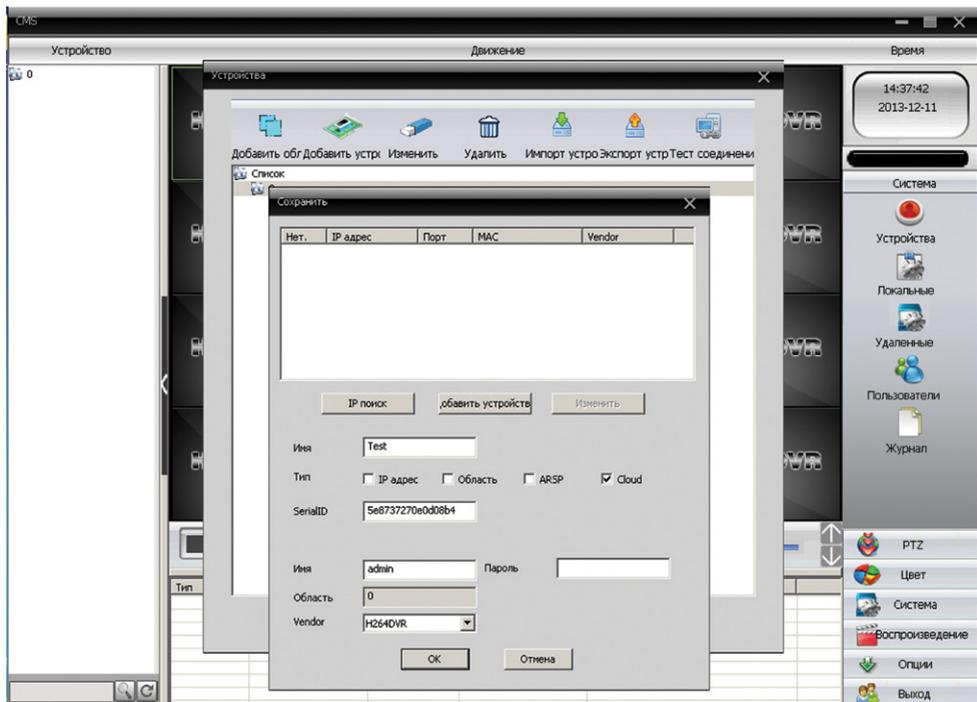 CMS
Устройство
Движение
Время
0
Устройства
14:37:42
2013-12-11
Добавить обл
Добавить устро
Изменить
Удалить
Импорт устро
Экспорт устр
Тест соединени
Список
Сохранить
Нет.
IP адрес
Порт
MAC
Vendor
IP поиск
обавить устройств
Изменить
Имя
Test
Тип
IP адрес
Область
ARSP
Cloud
SerialID
5e8737270e0d08b4
Имя
admin
Пароль
Область
0
Vendor
H264DVR
OK
Отмена
Тип
Система
Устройства
Локальные
Удаленные
Пользователи
Журнал
PTZ
Цвет
Система
Воспроизведение
Опции
Выход